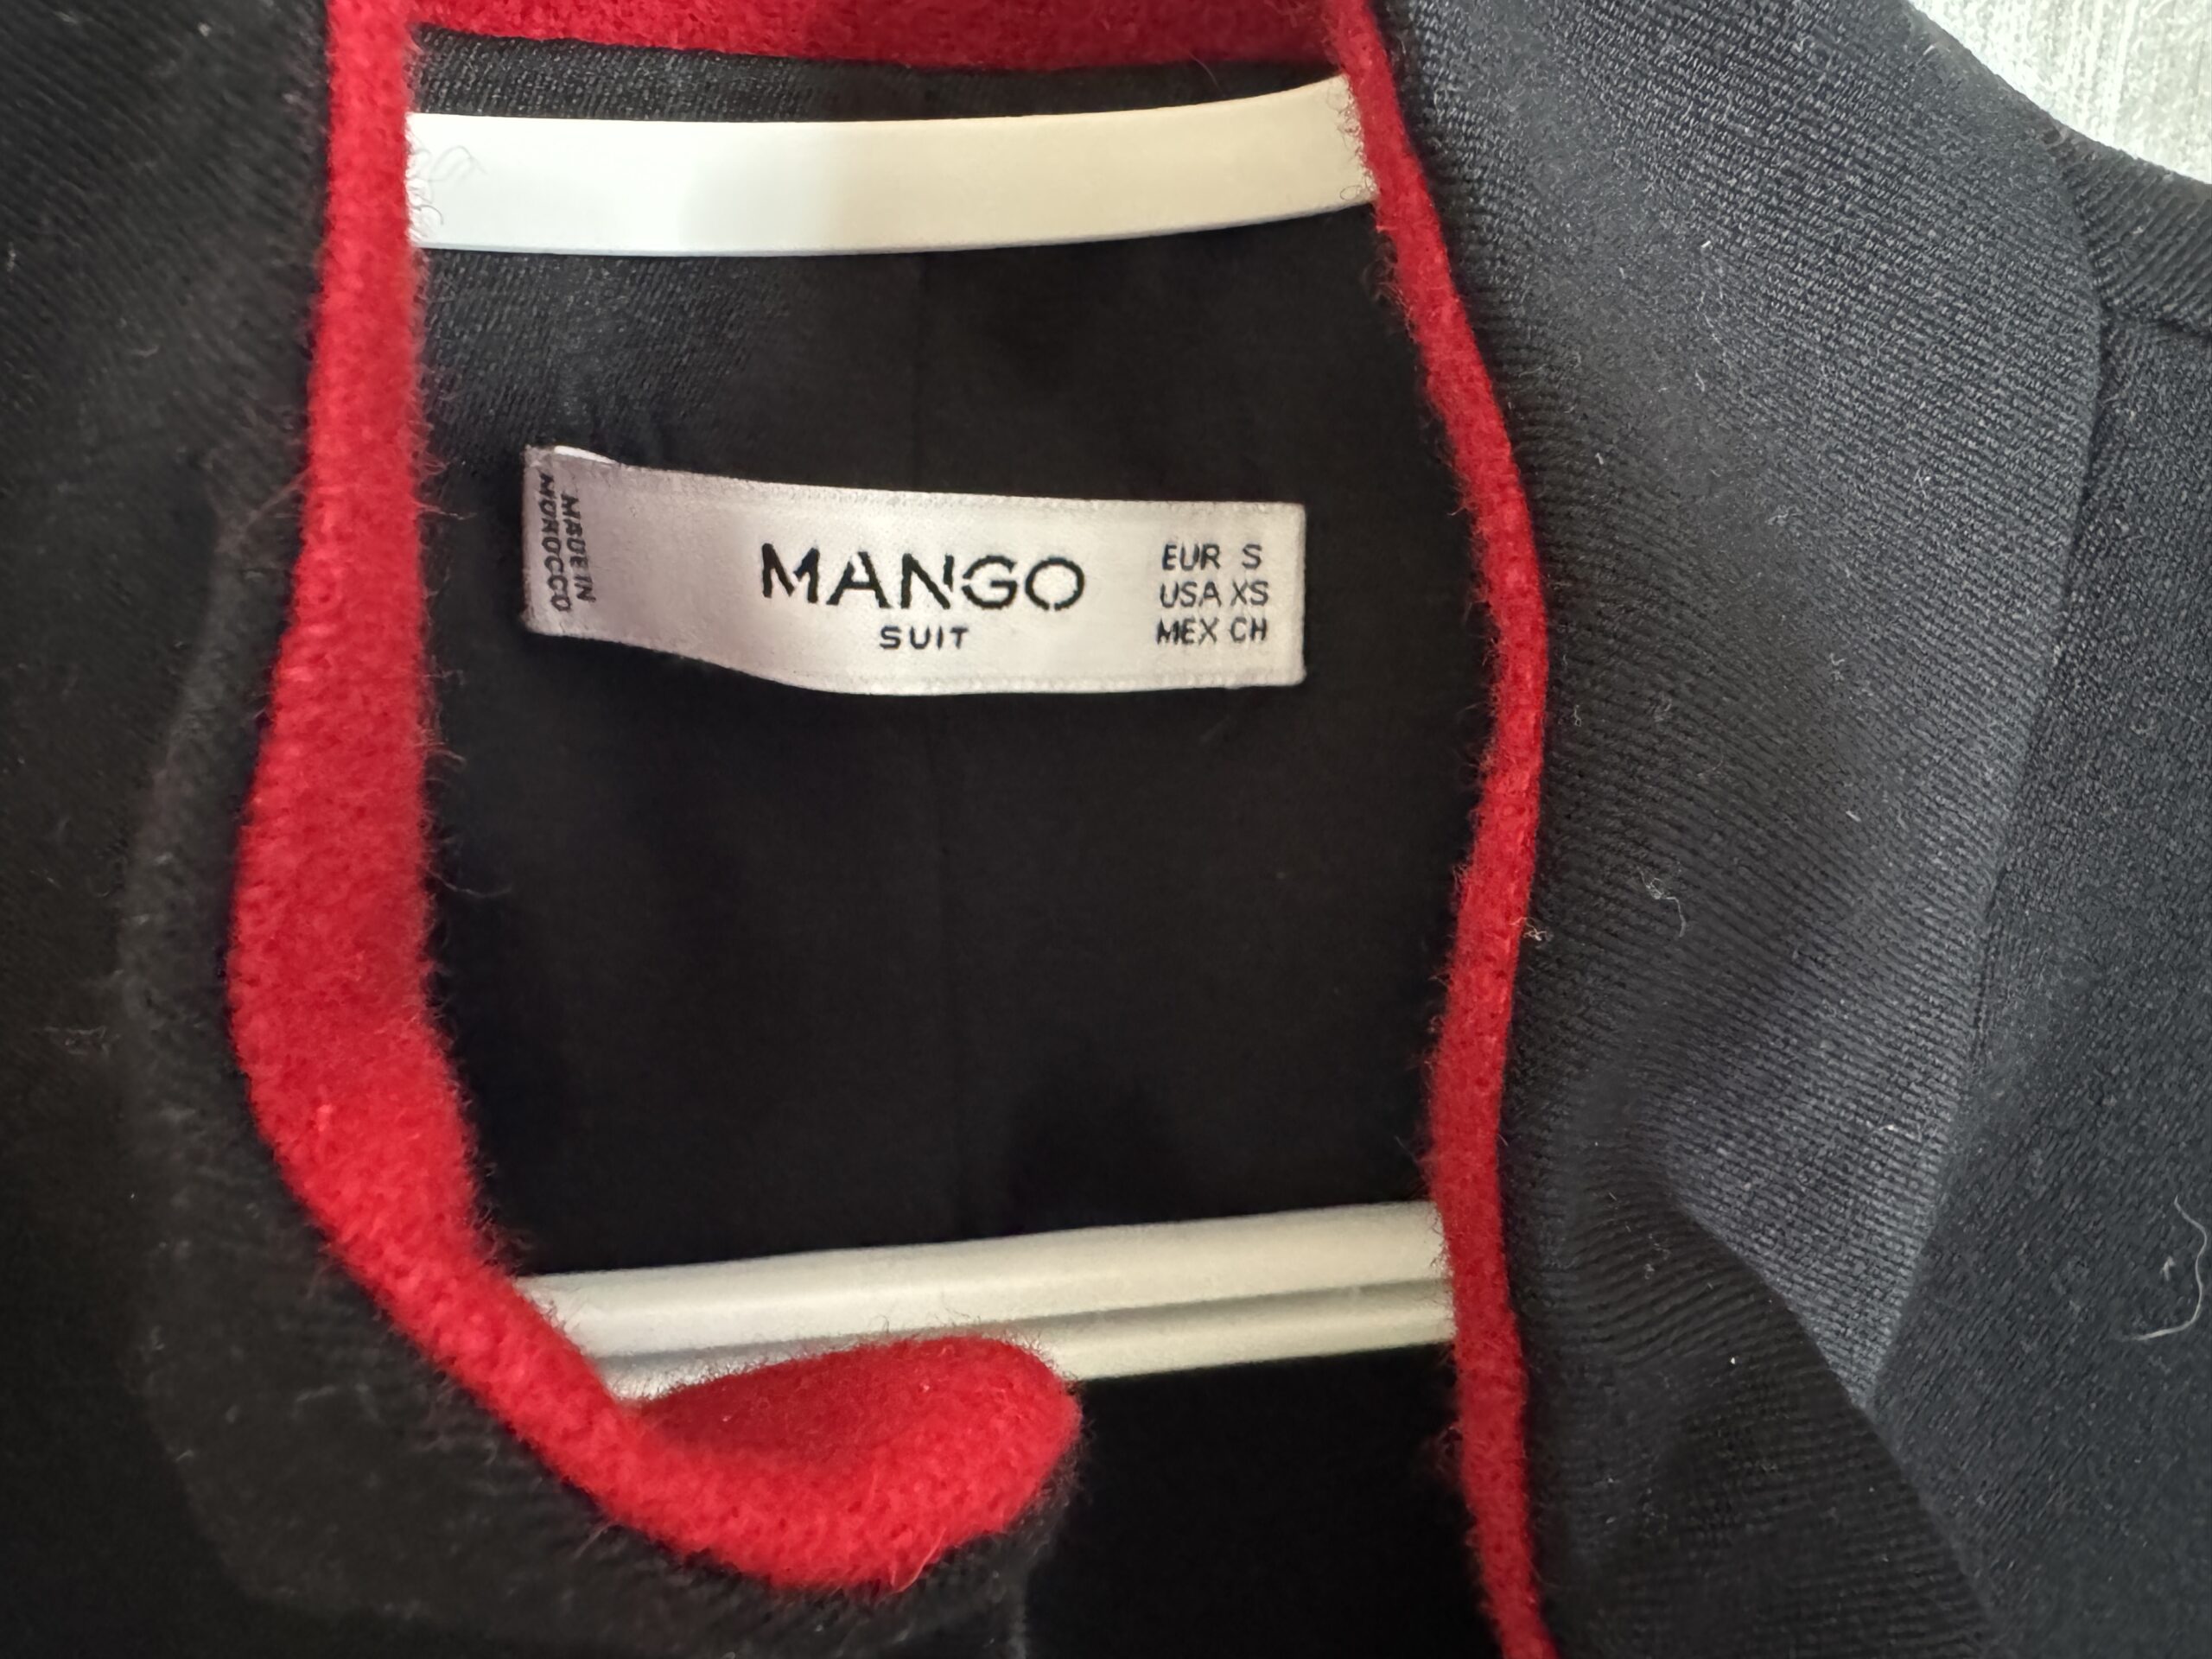 MADE IN
MOROCCO
MANGO
SUIT
EUR S
USA XS
MEX CH